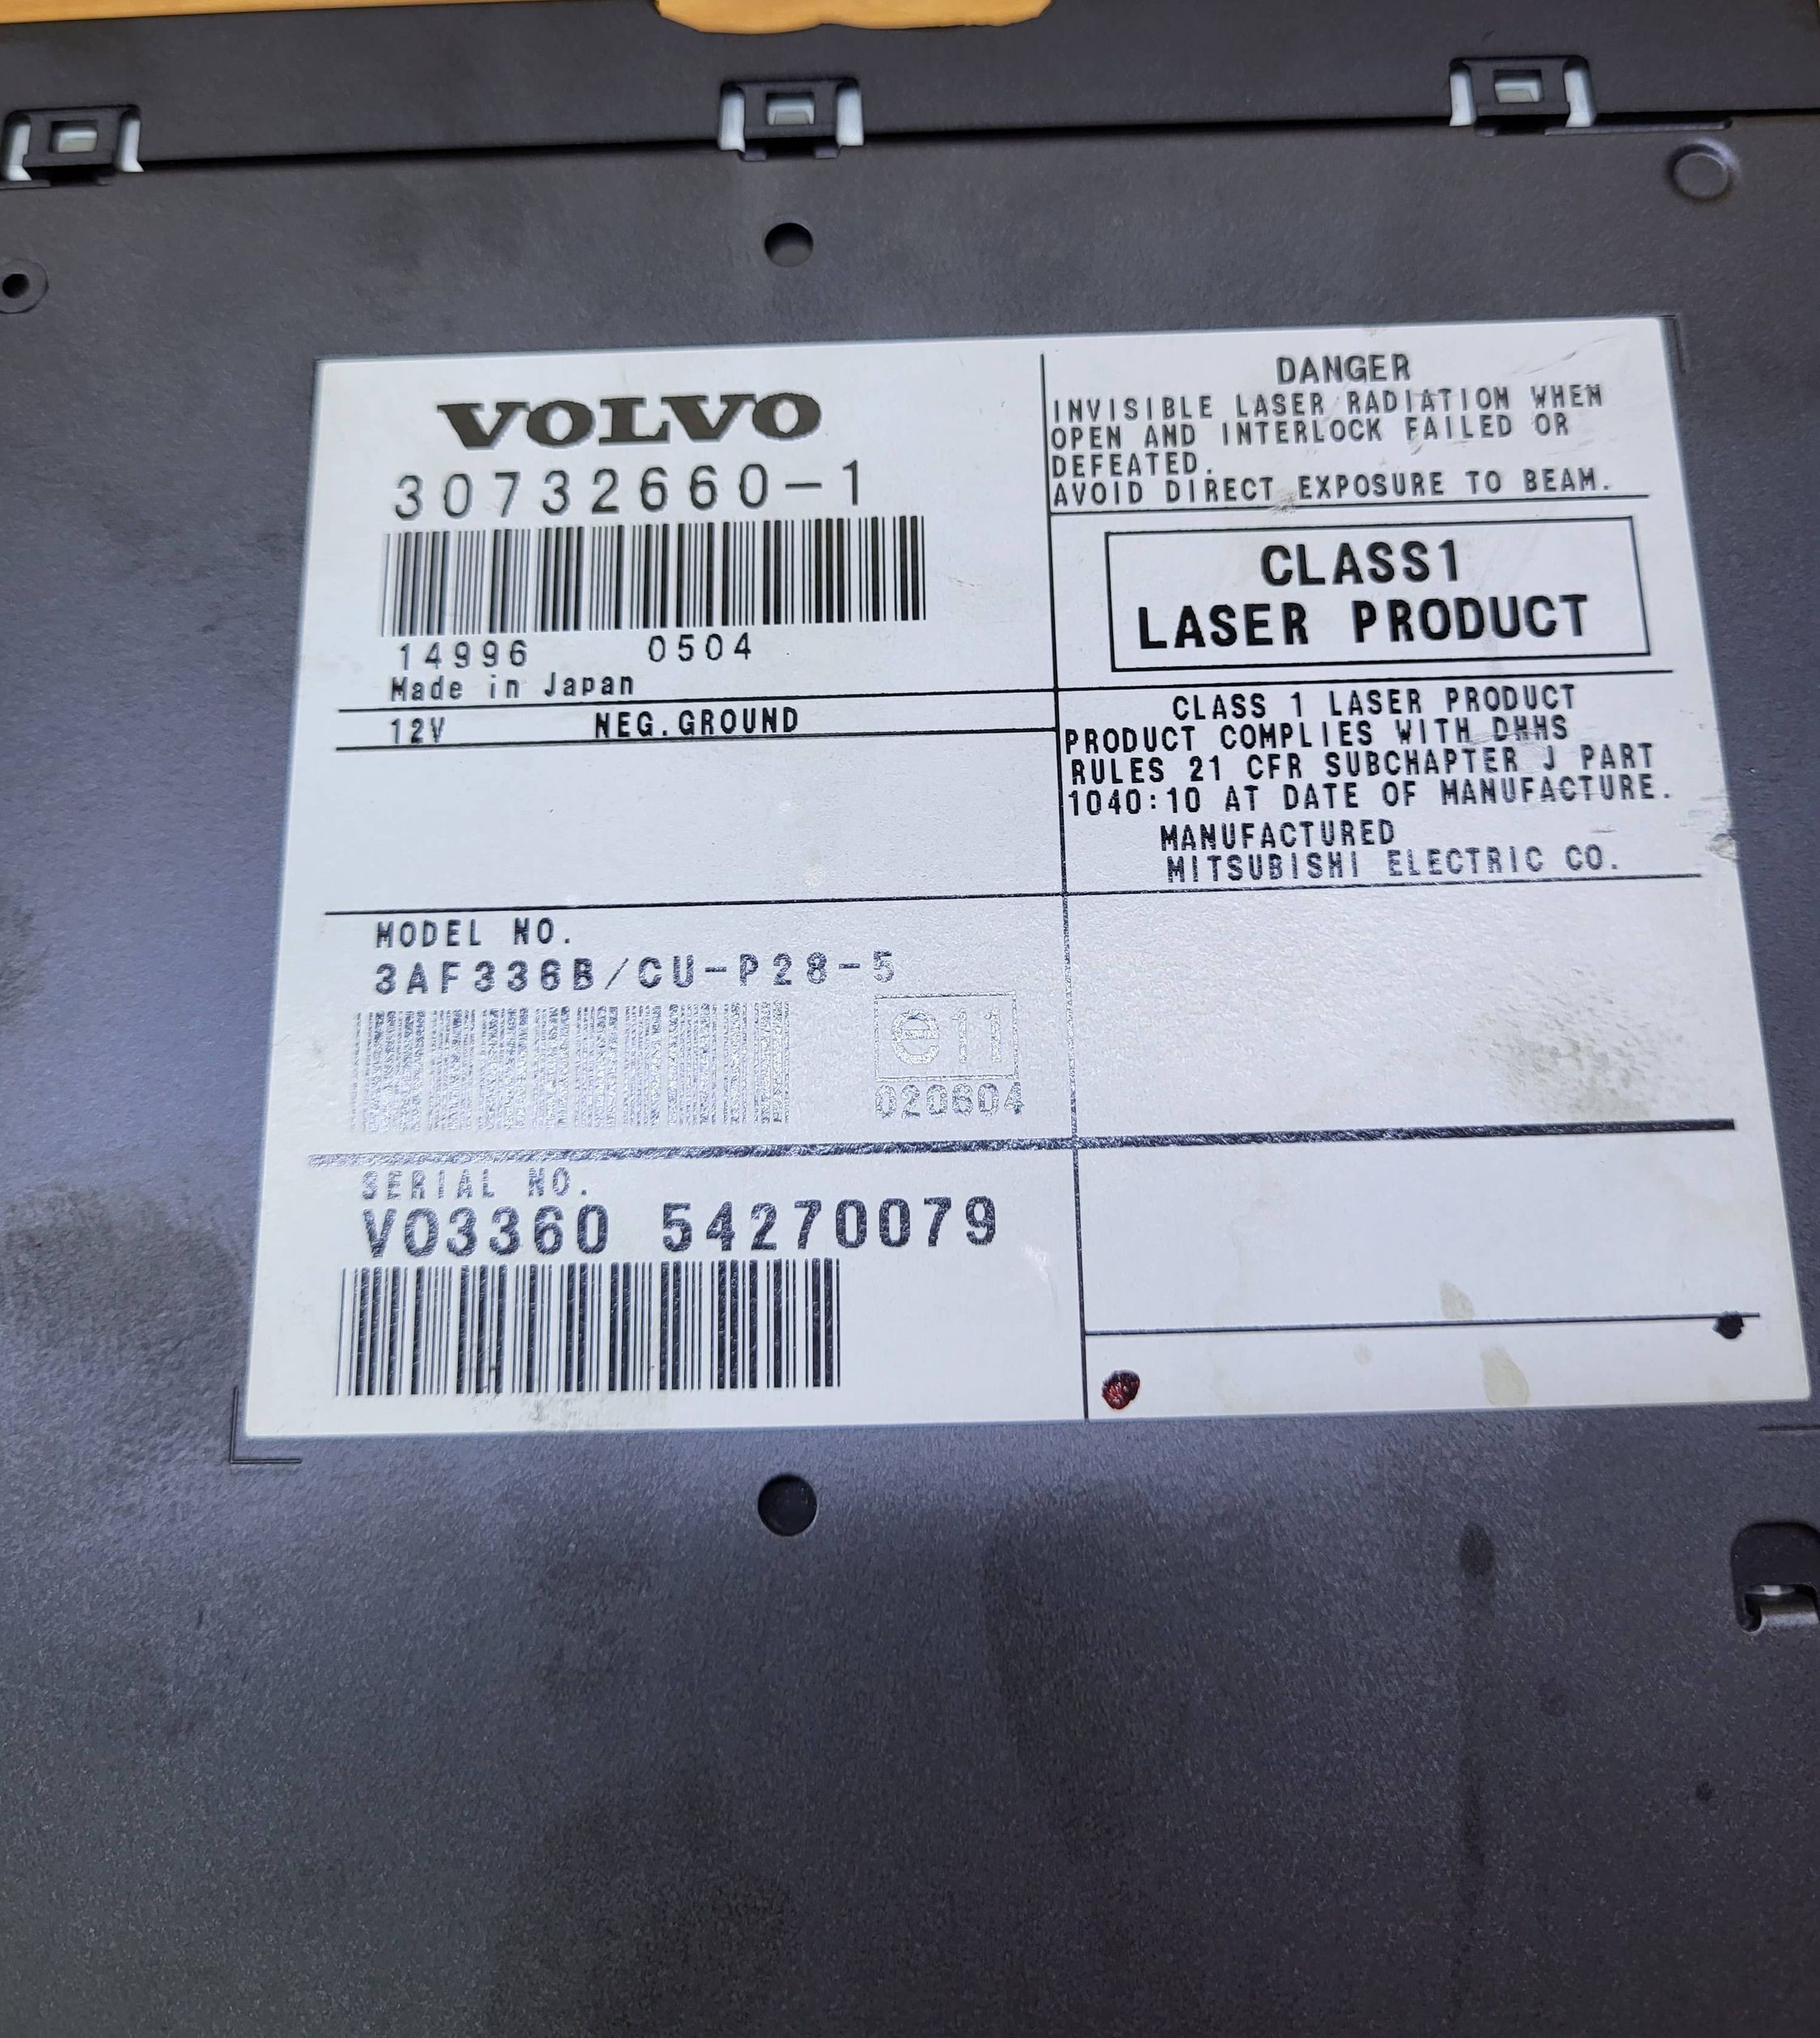 VOLVO
30732660-1
14996 0504
Made in Japan
12V NEG.GROUND
MODEL NO.
3AF336B/CU-P28-5
e11
020804
SERIAL NO.
VO3360 54270079
DANGER
INVISIBLE LASER RADIATION WHEN
OPEN AND INTERLOCK FAILED OR
DEFEATED.
AVOID DIRECT EXPOSURE TO BEAM.
CLASS1
LASER PRODUCT
CLASS 1 LASER PRODUCT
PRODUCT COMPLIES WITH DHHS
RULES 21 CFR SUBCHAPTER J PART
1040:10 AT DATE OF MANUFACTURE.
MANUFACTURED
MITSUBISHI ELECTRIC CO.